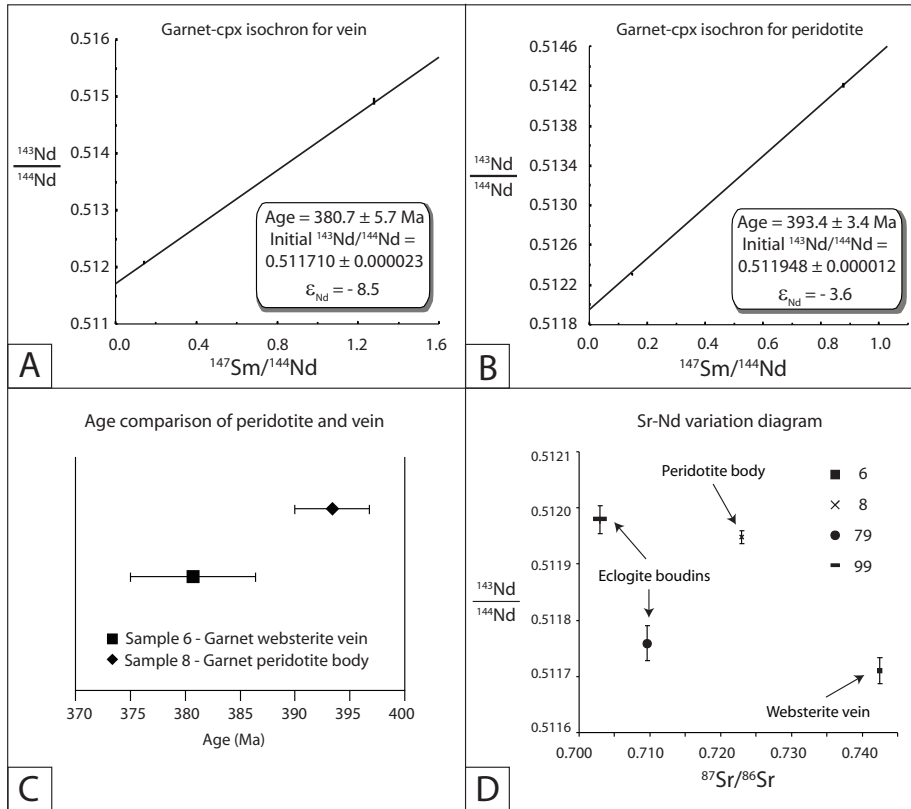 Garnet-cpx isochron for vein
0.516
0.515
0.514
0.513
0.512
0.511
¹⁴³Nd
¹⁴⁴Nd
Age = 380.7 ± 5.7 Ma
Initial ¹⁴³Nd/¹⁴⁴Nd =
0.511710 ± 0.000023
εNd = - 8.5
0.0 0.4 0.8 1.2 1.6
¹⁴⁷Sm/¹⁴⁴Nd
A
Garnet-cpx isochron for peridotite
0.5146
0.5142
0.5138
0.5134
0.5130
0.5126
0.5122
0.5118
¹⁴³Nd
¹⁴⁴Nd
Age = 393.4 ± 3.4 Ma
Initial ¹⁴³Nd/¹⁴⁴Nd =
0.511948 ± 0.000012
εNd = - 3.6
0.0 0.2 0.4 0.6 0.8 1.0
¹⁴⁷Sm/¹⁴⁴Nd
B
Age comparison of peridotite and vein
Sample 6 - Garnet websterite vein
Sample 8 - Garnet peridotite body
370 375 380 385 390 395 400
Age (Ma)
C
Sr-Nd variation diagram
0.5121
0.5120
0.5119
0.5118
0.5117
0.5116
¹⁴³Nd
¹⁴⁴Nd
Peridotite body
Eclogite boudins
Websterite vein
6
8
79
99
0.700 0.710 0.720 0.730 0.740
⁸⁷Sr/⁸⁶Sr
D